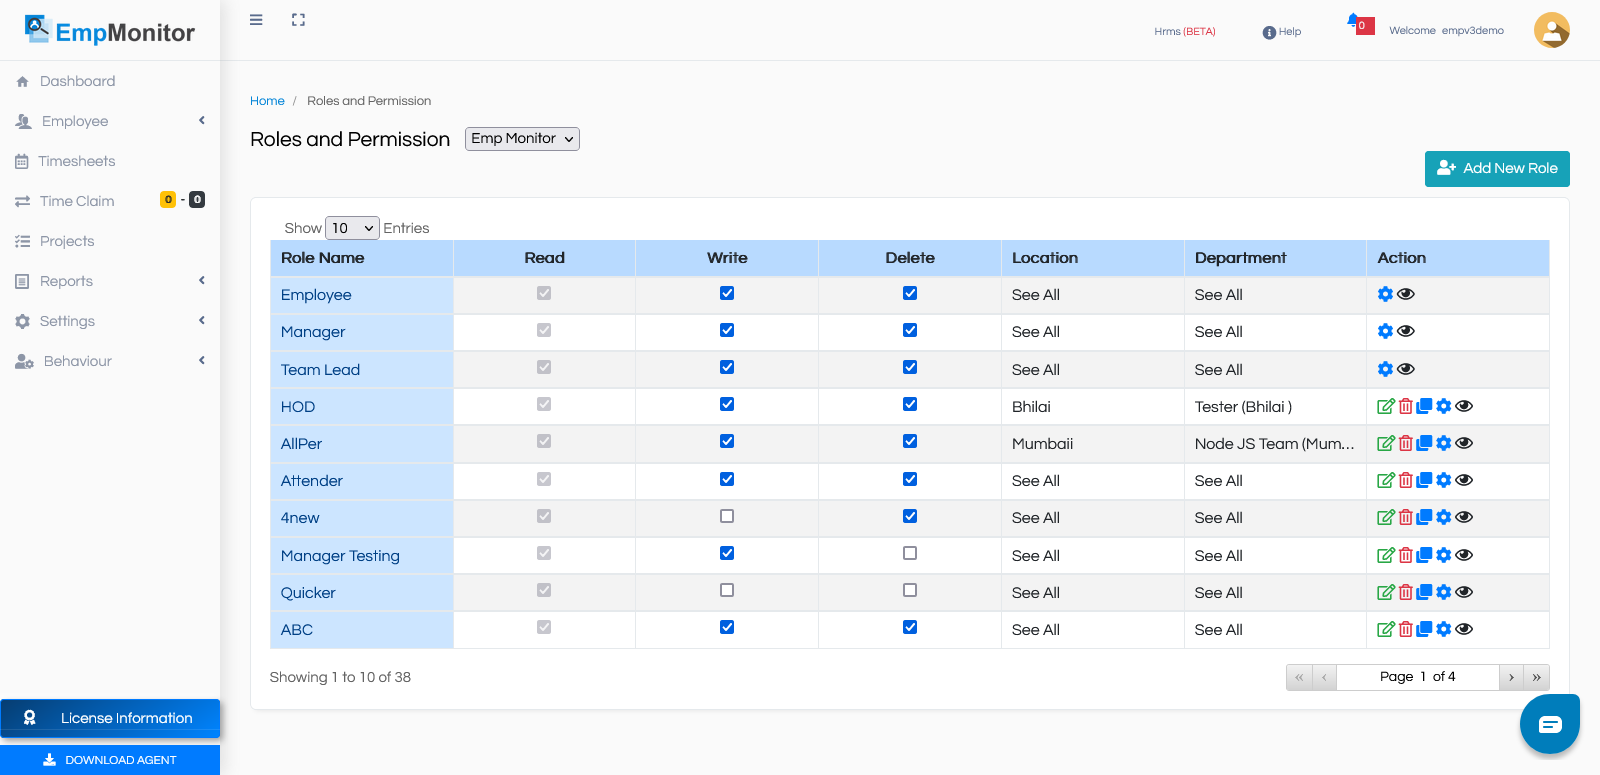 EmpMonitor
Hrms (BETA)
Help
0
Welcome empv3demo
Dashboard
Employee
Timesheets
Time Claim 0 - 0
Projects
Reports
Settings
Behaviour
License Information
DOWNLOAD AGENT
Home / Roles and Permission
Roles and Permission Emp Monitor
Add New Role
Show 10 Entries
Role Name Read Write Delete Location Department Action
Employee See All See All
Manager See All See All
Team Lead See All See All
HOD Bhilai Tester (Bhilai )
AllPer Mumbaii Node JS Team (Mum...
Attender See All See All
4new See All See All
Manager Testing See All See All
Quicker See All See All
ABC See All See All
Showing 1 to 10 of 38
« ‹ Page 1 of 4 › »